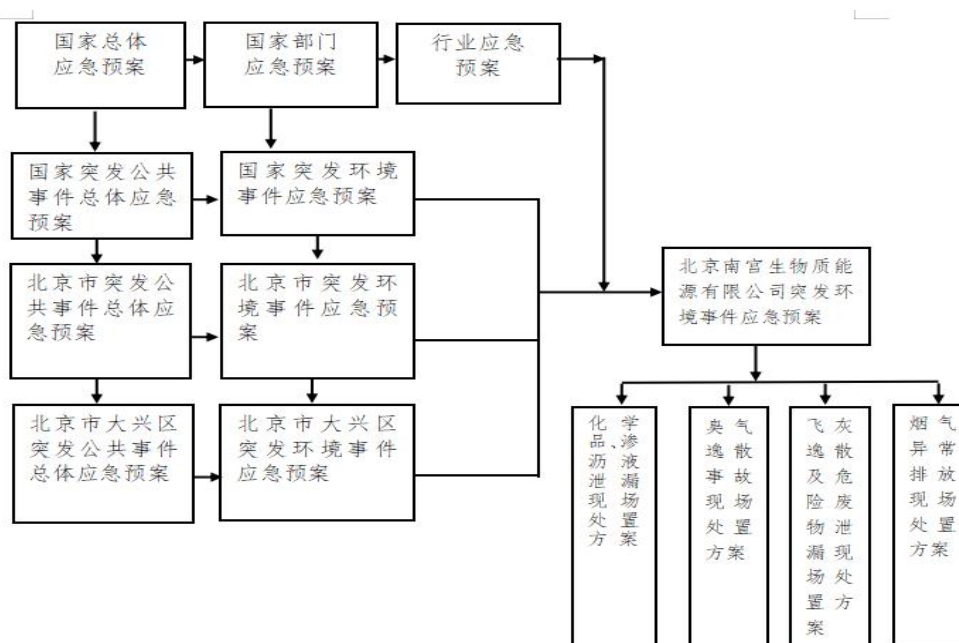 国家总体
应急预案
国家部门
应急预案
行业应急
预案
国家突发公共
事件总体应急
预案
国家突发环境
事件应急预案
北京市突发公
共事件总体应
急预案
北京市突发环
境事件应急预
案
北京南宫生物质能
源有限公司突发环
境事件应急预案
北京市大兴区
突发公共事件
总体应急预案
北京市大兴区
突发环境事件
应急预案
化学
品、渗
沥液
泄漏
现场
处置
方案
臭气
逸散
事故
现场
处置
方案
飞灰
逸散
及危
险废
物泄
漏现
场处
置方
案
烟气
异常
排放
现场
处置
方案